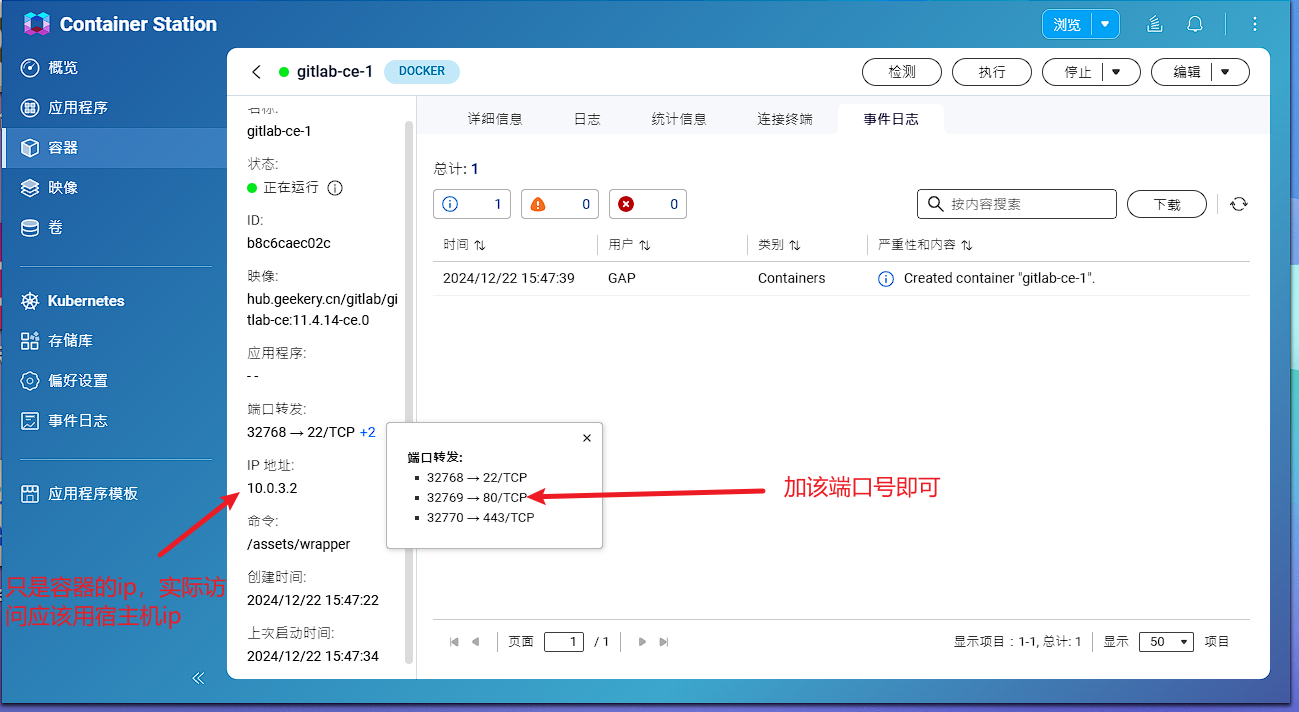 Container Station
浏览
概览
应用程序
容器
映像
卷
Kubernetes
存储库
偏好设置
事件日志
应用程序模板
gitlab-ce-1
DOCKER
检测
执行
停止
编辑
名称:
gitlab-ce-1
状态:
正在运行
ID:
b8c6caec02c
映像:
hub.geekery.cn/gitlab/gi
tlab-ce:11.4.14-ce.0
应用程序:
- -
端口转发:
32768 → 22/TCP +2
IP 地址:
10.0.3.2
命令:
/assets/wrapper
创建时间:
2024/12/22 15:47:22
上次启动时间:
2024/12/22 15:47:34
只是容器的ip，实际访
问应该用宿主机ip
详细信息
日志
统计信息
连接终端
事件日志
总计: 1
1
0
0
按内容搜索
下载
时间
用户
类别
严重性和内容
2024/12/22 15:47:39
GAP
Containers
Created container "gitlab-ce-1".
端口转发:
32768 → 22/TCP
32769 → 80/TCP
32770 → 443/TCP
加该端口号即可
页面 1 / 1
显示项目：1-1, 总计: 1
显示 50 项目